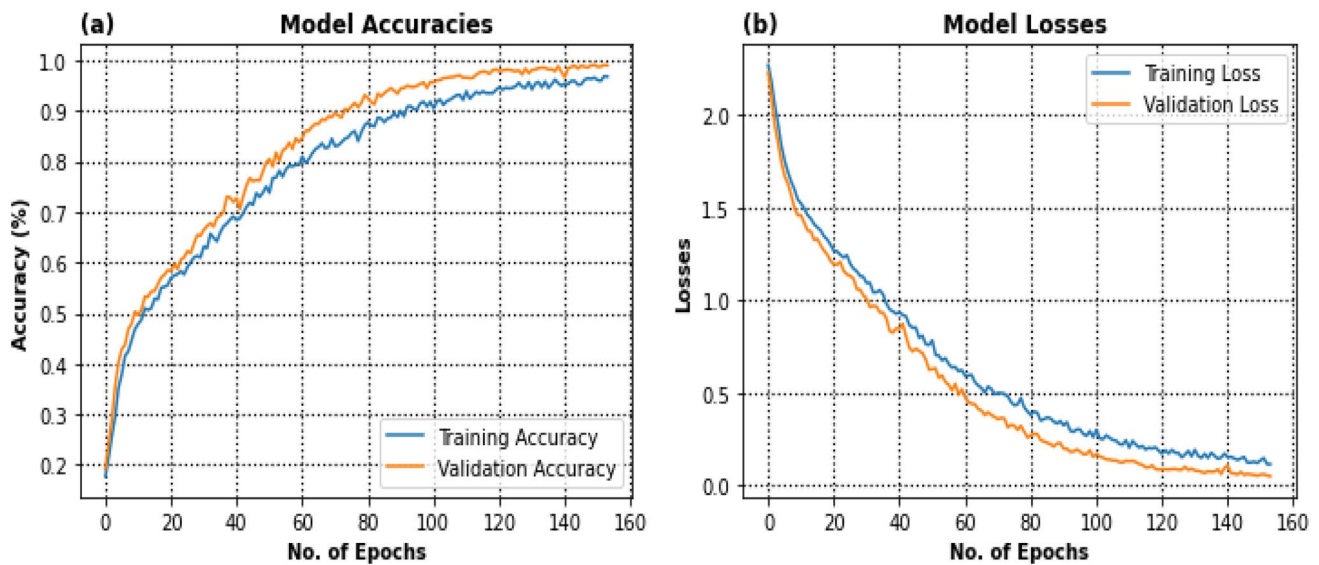 (a) Model Accuracies
Accuracy (%)
1.0
0.9
0.8
0.7
0.6
0.5
0.4
0.3
0.2
Training Accuracy
Validation Accuracy
0 20 40 60 80 100 120 140 160
No. of Epochs
(b) Model Losses
Losses
2.0
1.5
1.0
0.5
0.0
Training Loss
Validation Loss
0 20 40 60 80 100 120 140 160
No. of Epochs